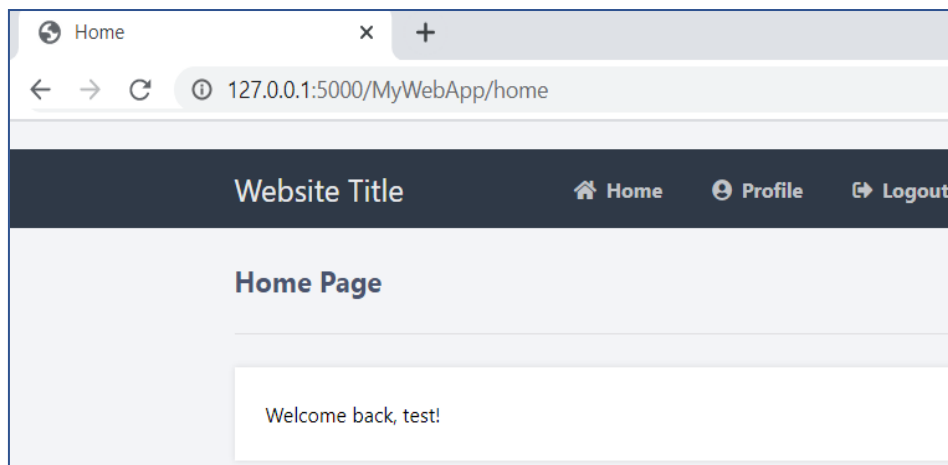 Home
127.0.0.1:5000/MyWebApp/home
Website Title Home Profile Logout
Home Page
Welcome back, test!